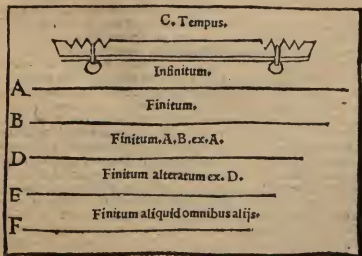 C. Tempus.
Infinitum.
A
Finitum.
B
Finitum. A. B. ex. A.
D
Finitum alteratum ex. D.
E
Finitum aliquid omnibus alijs.
F